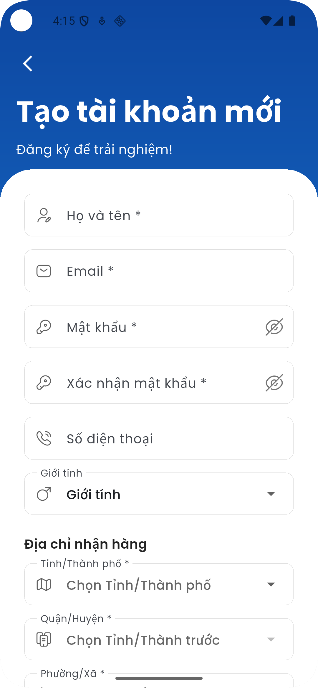 4:15
Tạo tài khoản mới
Đăng ký để trải nghiệm!
Họ và tên *
Email *
Mật khẩu *
Xác nhận mật khẩu *
Số điện thoại
Giới tính
Giới tính
Địa chỉ nhận hàng
Tỉnh/Thành phố *
Chọn Tỉnh/Thành phố
Quận/Huyện *
Chọn Tỉnh/Thành trước
Phường/Xã *